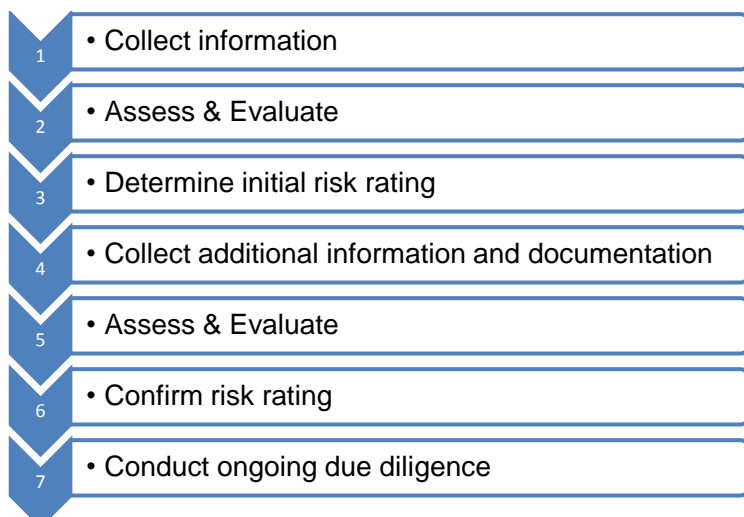 1
• Collect information
2
• Assess & Evaluate
3
• Determine initial risk rating
4
• Collect additional information and documentation
5
• Assess & Evaluate
6
• Confirm risk rating
7
• Conduct ongoing due diligence